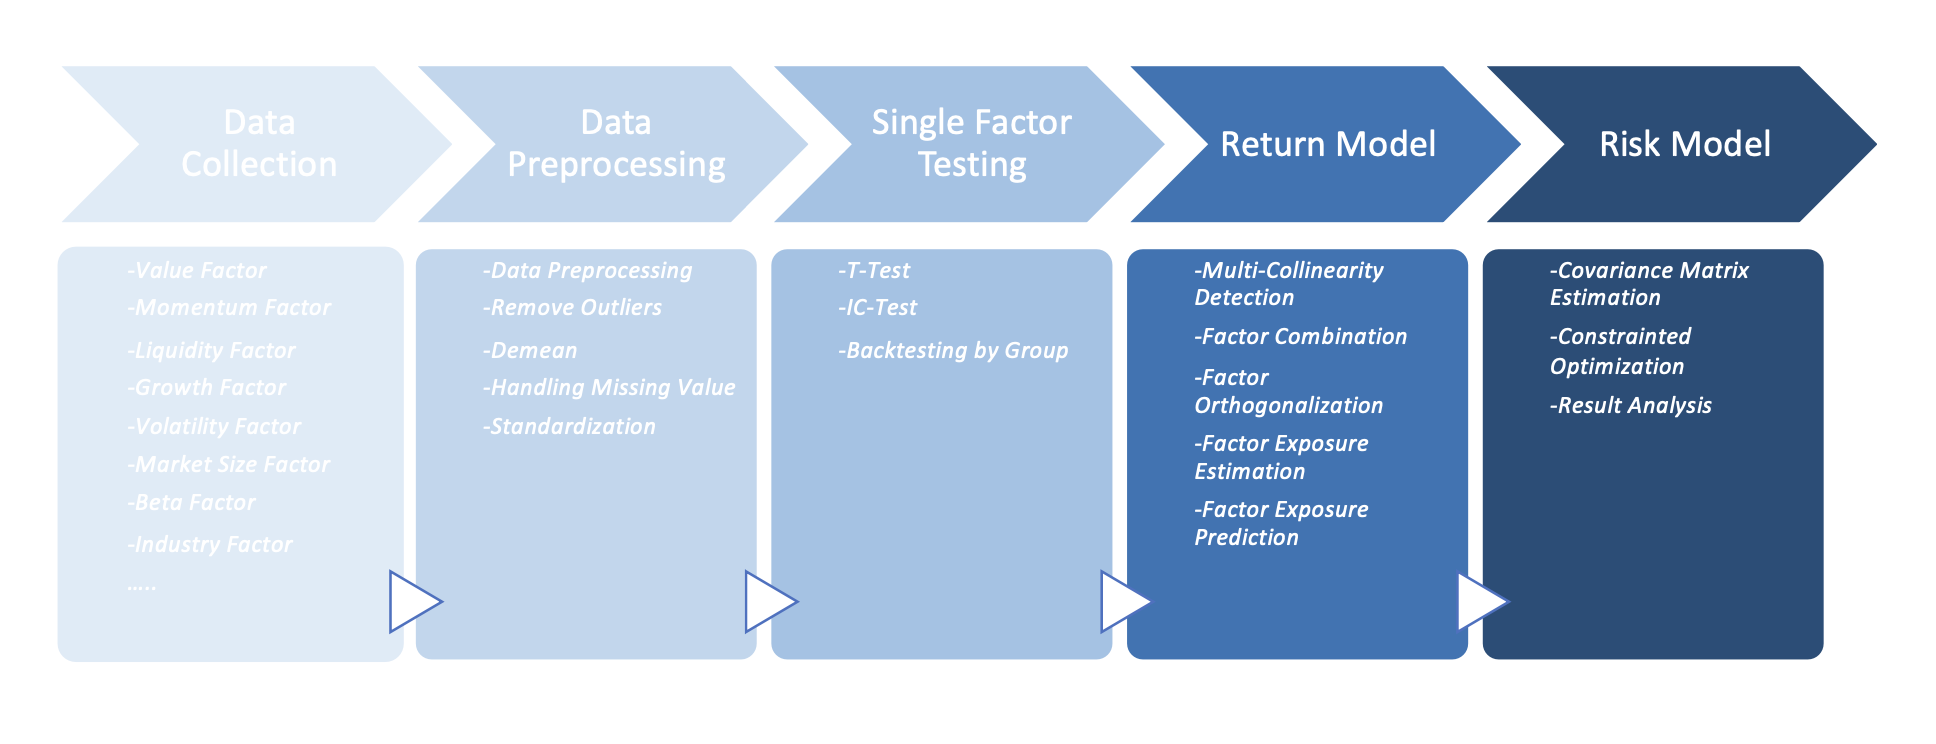 Data
Collection
Data
Preprocessing
Single Factor
Testing
Return Model
Risk Model
-Value Factor
-Momentum Factor
-Liquidity Factor
-Growth Factor
-Volatility Factor
-Market Size Factor
-Beta Factor
-Industry Factor
.....
-Data Preprocessing
-Remove Outliers
-Demean
-Handling Missing Value
-Standardization
-T-Test
-IC-Test
-Backtesting by Group
-Multi-Collinearity
Detection
-Factor Combination
-Factor
Orthogonalization
-Factor Exposure
Estimation
-Factor Exposure
Prediction
-Covariance Matrix
Estimation
-Constrainted
Optimization
-Result Analysis